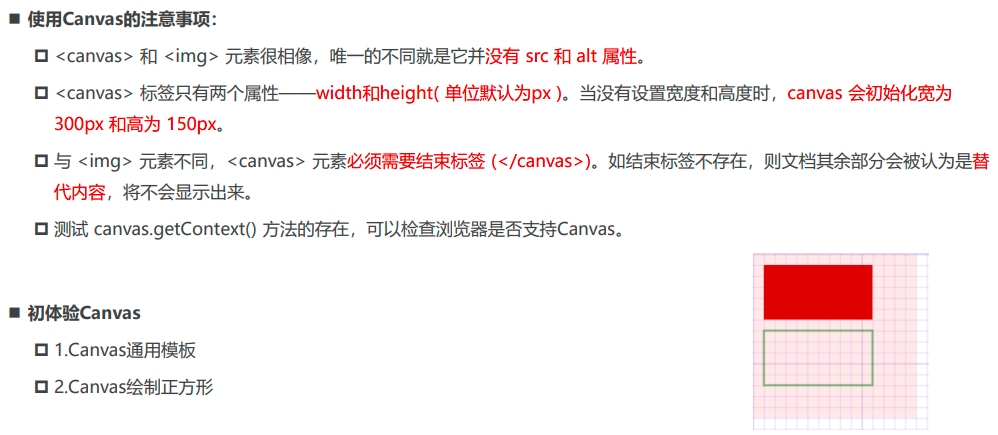 使用Canvas的注意事项：
<canvas> 和 <img> 元素很相像，唯一的不同就是它并没有 src 和 alt 属性。
<canvas> 标签只有两个属性——width和height( 单位默认为px )。当没有设置宽度和高度时，canvas 会初始化宽为
300px 和高为 150px。
与 <img> 元素不同，<canvas> 元素必须需要结束标签 (</canvas>)。如结束标签不存在，则文档其余部分会被认为是替
代内容，将不会显示出来。
测试 canvas.getContext() 方法的存在，可以检查浏览器是否支持Canvas。
初体验Canvas
1.Canvas通用模板
2.Canvas绘制正方形